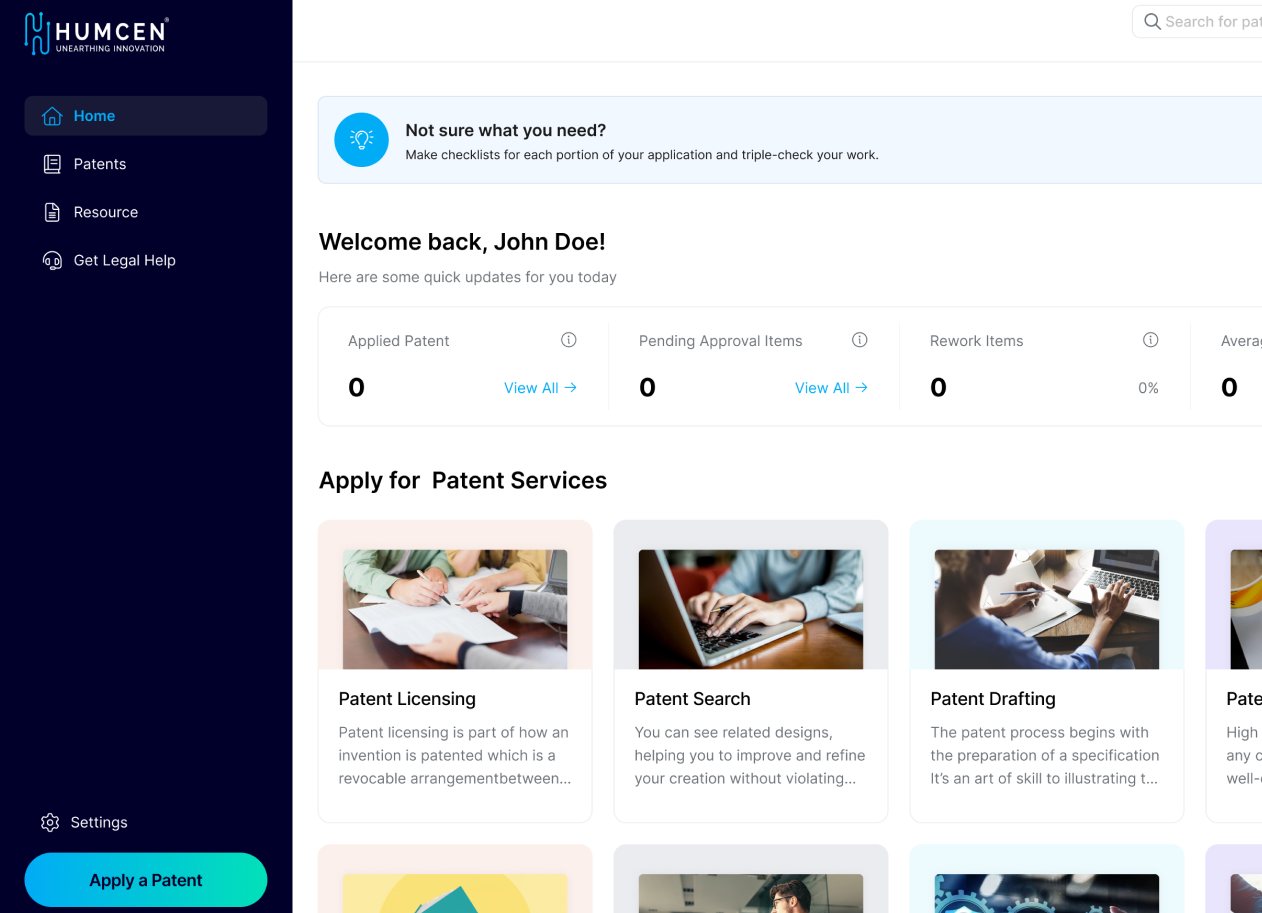 HUMCEN®
UNEARTHING INNOVATION
Search for pat
Home
Patents
Resource
Get Legal Help
Not sure what you need?
Make checklists for each portion of your application and triple-check your work.
Welcome back, John Doe!
Here are some quick updates for you today
Applied Patent
0
View All →
Pending Approval Items
0
View All →
Rework Items
0
0%
Averag
0
Apply for  Patent Services
Patent Licensing
Patent licensing is part of how an
invention is patented which is a
revocable arrangementbetween...
Patent Search
You can see related designs,
helping you to improve and refine
your creation without violating...
Patent Drafting
The patent process begins with
the preparation of a specification
It's an art of skill to illustrating t...
Pate
High
any c
well-
Settings
Apply a Patent